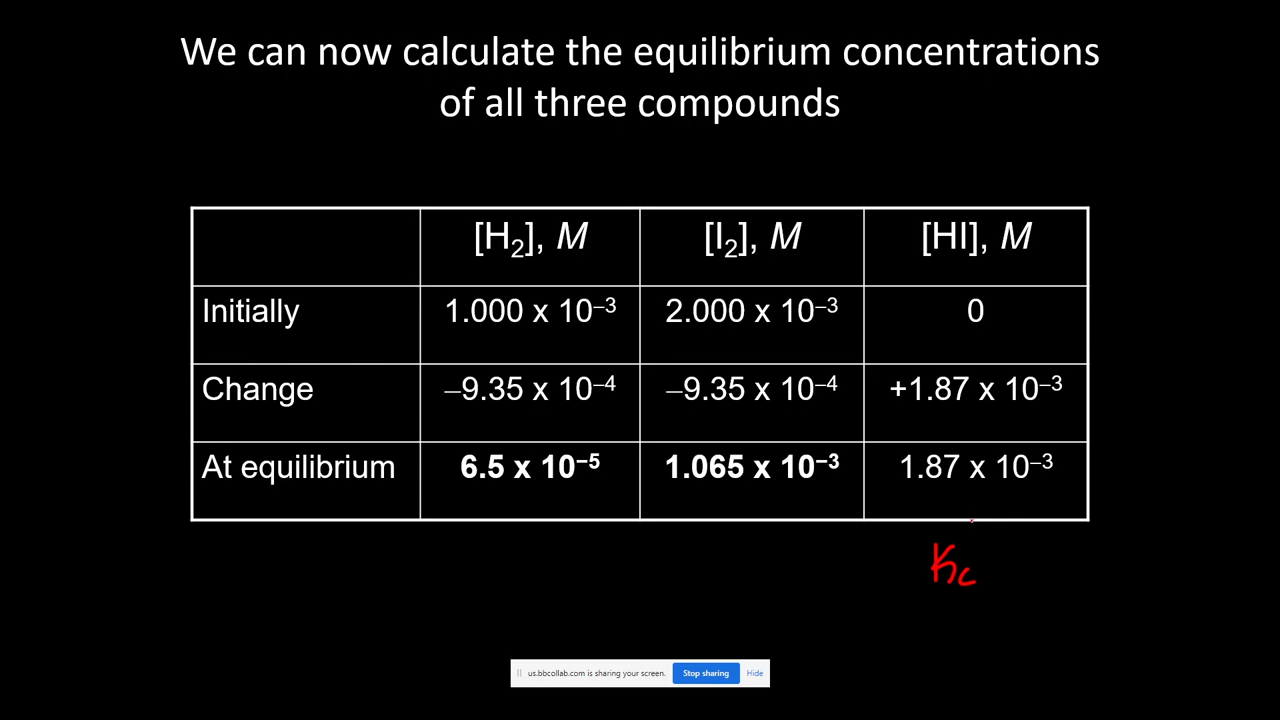 We can now calculate the equilibrium concentrations
of all three compounds
[H₂], M [I₂], M [HI], M
Initially 1.000 x 10⁻³ 2.000 x 10⁻³ 0
Change –9.35 x 10⁻⁴ –9.35 x 10⁻⁴ +1.87 x 10⁻³
At equilibrium 6.5 x 10⁻⁵ 1.065 x 10⁻³ 1.87 x 10⁻³
Kc
us.bbcollab.com is sharing your screen. Stop sharing Hide